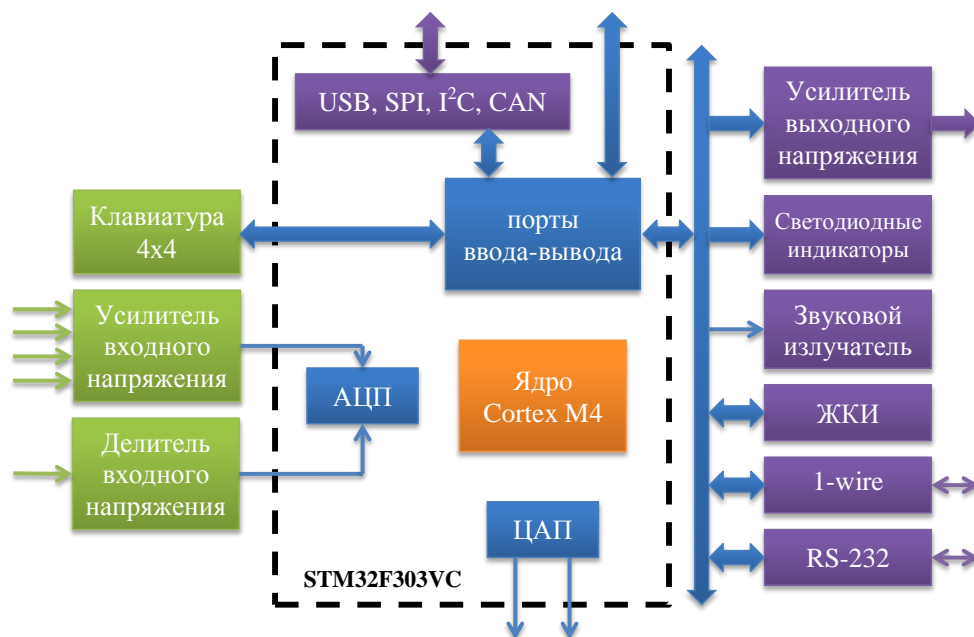 USB, SPI, I²C, CAN
Усилитель
выходного
напряжения
Клавиатура
4х4
порты
ввода-вывода
Светодиодные
индикаторы
Усилитель
входного
напряжения
Звуковой
излучатель
АЦП
Ядро
Cortex M4
ЖКИ
Делитель
входного
напряжения
1-wire
ЦАП
RS-232
STM32F303VC